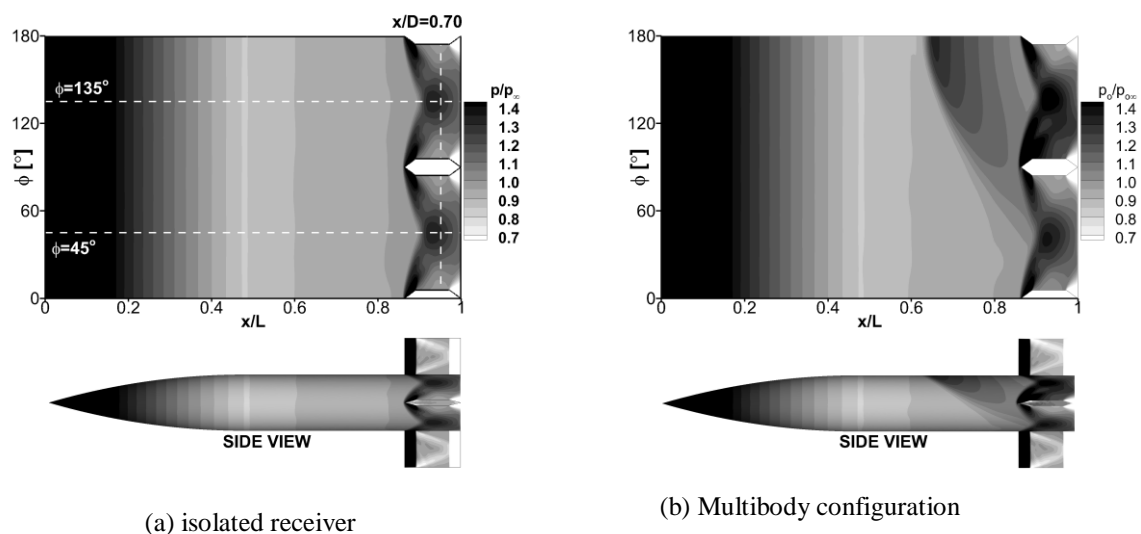 x/D=0.70
180
120
60
0
ϕ [°]
ϕ=135°
ϕ=45°
0
0.2
0.4
0.6
0.8
1
x/L
p/p∞
1.4
1.3
1.2
1.1
1.0
0.9
0.8
0.7
SIDE VIEW
(a) isolated receiver
180
120
60
0
ϕ [°]
0
0.2
0.4
0.6
0.8
1
x/L
po/po∞
1.4
1.3
1.2
1.1
1.0
0.9
0.8
0.7
SIDE VIEW
(b) Multibody configuration